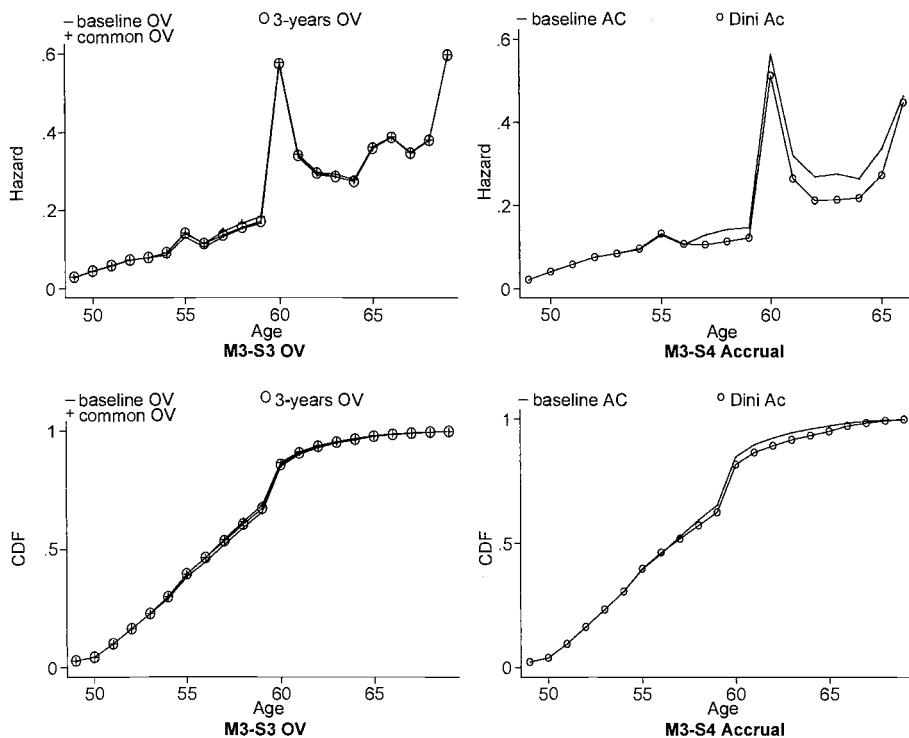 − baseline OV
+ common OV
O 3-years OV
.6
.4
.2
0
Hazard
50 55 60 65
Age
M3-S3 OV
− baseline AC
o Dini Ac
.6
.4
.2
0
Hazard
50 55 60 65
Age
M3-S4 Accrual
− baseline OV
+ common OV
O 3-years OV
1
.5
0
CDF
50 55 60 65
Age
M3-S3 OV
− baseline AC
o Dini Ac
1
.5
0
CDF
50 55 60 65
Age
M3-S4 Accrual